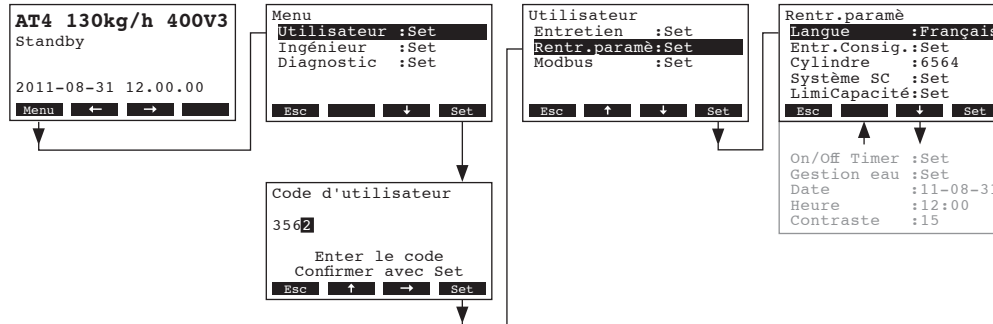 AT4 130kg/h 400V3
Standby
2011-08-31 12.00.00
Menu ← →
Menu
Utilisateur :Set
Ingénieur :Set
Diagnostic :Set
Esc ↓ Set
Code d'utilisateur
3562
Enter le code
Confirmer avec Set
Esc ↑ → Set
Utilisateur
Entretien :Set
Rentr.paramè:Set
Modbus :Set
Esc ↑ ↓ Set
Rentr.paramè
Langue :Français
Entr.Consig.:Set
Cylindre :6564
Système SC :Set
LimiCapacité:Set
Esc ↓ Set
On/Off Timer :Set
Gestion eau :Set
Date :11-08-31
Heure :12:00
Contraste :15